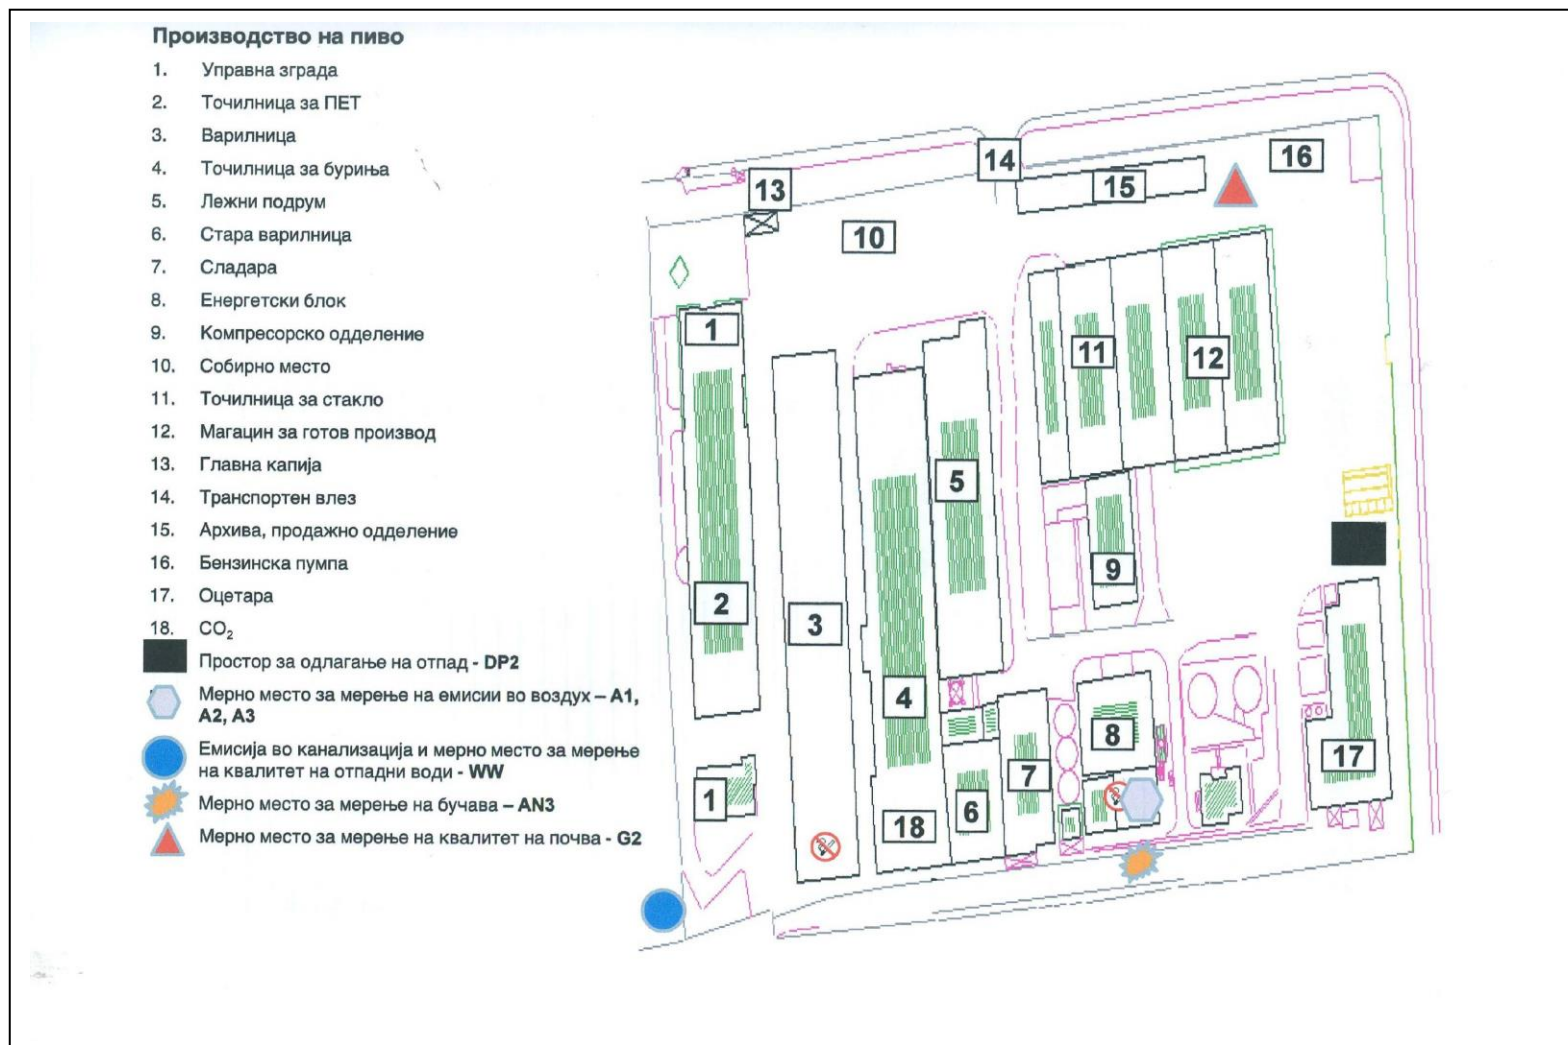 Производство на пиво
1. Управна зграда
2. Точилница за ПЕТ
3. Варилница
4. Точилница за буриња
5. Лежни подрум
6. Стара варилница
7. Сладара
8. Енергетски блок
9. Компресорско одделение
10. Собирно место
11. Точилница за стакло
12. Магацин за готов производ
13. Главна капија
14. Транспортен влез
15. Архива, продажно одделение
16. Бензинска пумпа
17. Оцетара
18. CO₂
Простор за одлагање на отпад - DP2
Мерно место за мерење на емисии во воздух – A1,
A2, A3
Емисија во канализација и мерно место за мерење
на квалитет на отпадни води - WW
Мерно место за мерење на бучава – AN3
Мерно место за мерење на квалитет на почва - G2
14
16
13
15
10
1
11
12
5
9
2
3
4
8
17
7
1
6
18